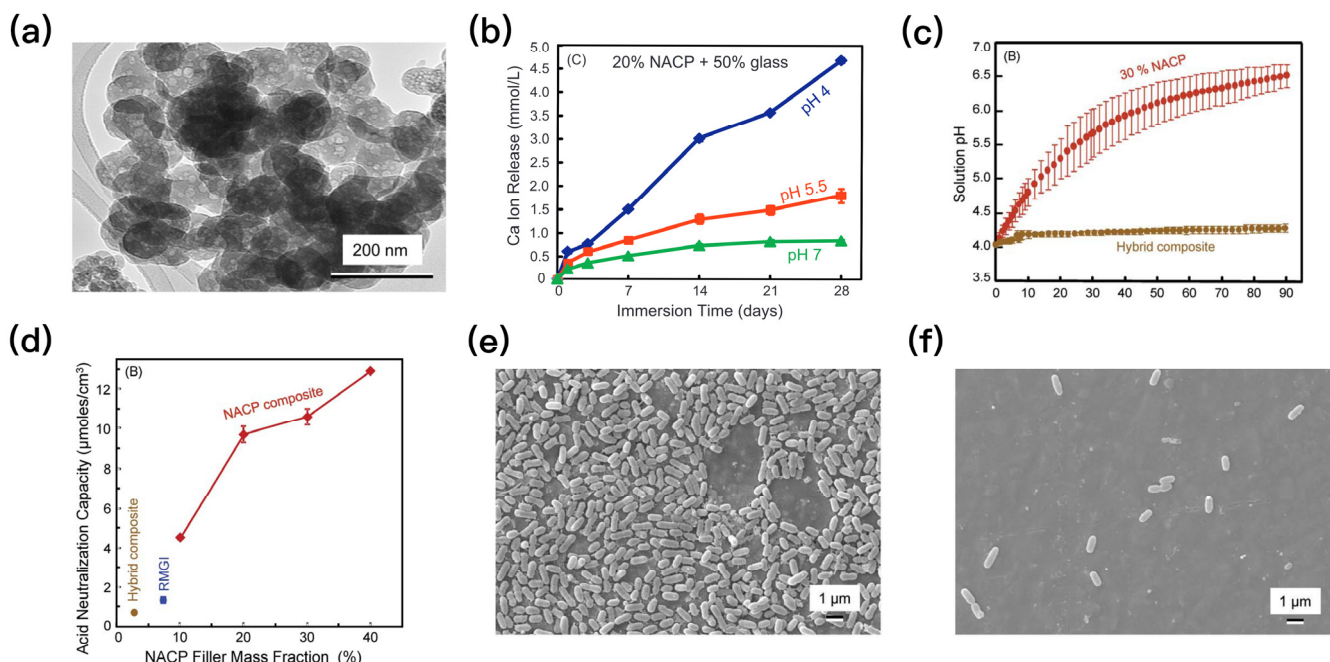 (a)
200 nm
(b)
(C)
20% NACP + 50% glass
Ca Ion Release (mmol/L)
5.0
4.5
4.0
3.5
3.0
2.5
2.0
1.5
1.0
0.5
0
pH 4
pH 5.5
pH 7
0
7
14
21
28
Immersion Time (days)
(c)
(B)
30 % NACP
Solution pH
7.0
6.5
6.0
5.5
5.0
4.5
4.0
3.5
Hybrid composite
0 10 20 30 40 50 60 70 80 90
(d)
(B)
NACP composite
Acid Neutralization Capacity (μmoles/cm³)
12
10
8
6
4
2
0
Hybrid composite
RMGI
0 10 20 30 40
NACP Filler Mass Fraction (%)
(e)
1 μm
(f)
1 μm